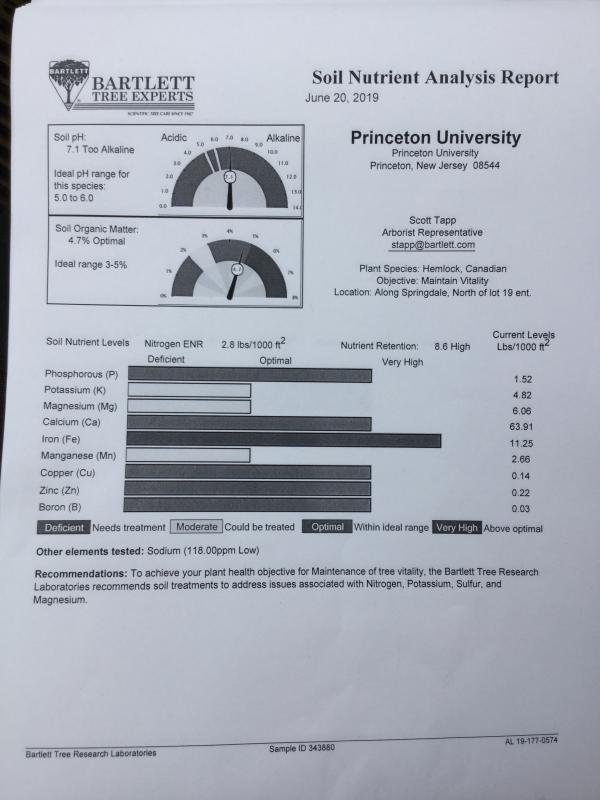 BARTLETT
BARTLETT
TREE EXPERTS
SCIENTIFIC TREE CARE SINCE 1907
Soil Nutrient Analysis Report
June 20, 2019
Soil pH:
7.1 Too Alkaline
Ideal pH range for
this species:
5.0 to 6.0
Acidic
Alkaline
0.0 1.0 2.0 3.0 4.0 5.0 6.0 7.0 8.0 9.0 10.0 11.0 12.0 13.0 14.0
7.1
Soil Organic Matter:
4.7% Optimal
Ideal range 3-5%
0% 1% 2% 3% 4% 5% 6% 7% 8%
4.7
Princeton University
Princeton University
Princeton, New Jersey 08544
Scott Tapp
Arborist Representative
stapp@bartlett.com
Plant Species: Hemlock, Canadian
Objective: Maintain Vitality
Location: Along Springdale, North of lot 19 ent.
Soil Nutrient Levels Nitrogen ENR 2.8 lbs/1000 ft2 Nutrient Retention: 8.6 High Current Levels
Lbs/1000 ft2
Deficient Optimal Very High
Phosphorous (P) 1.52
Potassium (K) 4.82
Magnesium (Mg) 6.06
Calcium (Ca) 63.91
Iron (Fe) 11.25
Manganese (Mn) 2.66
Copper (Cu) 0.14
Zinc (Zn) 0.22
Boron (B) 0.03
Deficient Needs treatment Moderate Could be treated Optimal Within ideal range Very High Above optimal
Other elements tested: Sodium (118.00ppm Low)
Recommendations: To achieve your plant health objective for Maintenance of tree vitality, the Bartlett Tree Research
Laboratories recommends soil treatments to address issues associated with Nitrogen, Potassium, Sulfur, and
Magnesium.
Bartlett Tree Research Laboratories Sample ID 343880 AL 19-177-0574